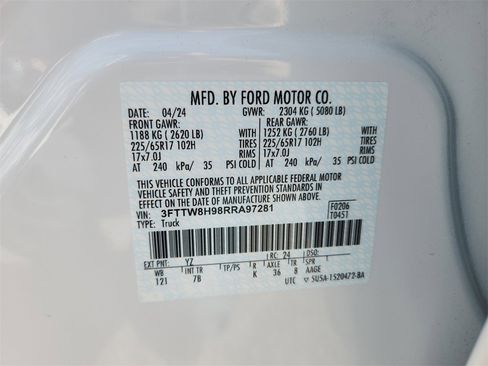 MFD. BY FORD MOTOR CO.
DATE: 04/24 GVWR: 2304 KG ( 5080 LB)
FRONT GAWR: REAR GAWR:
1188 KG ( 2620 LB) WITH 1252 KG ( 2760 LB) WITH
225/65R17 102H TIRES 225/65R17 102H TIRES
17x7.0J RIMS 17x7.0J RIMS
AT 240 kPa/ 35 PSI COLD AT 240 kPa/ 35 PSI COLD
THIS VEHICLE CONFORMS TO ALL APPLICABLE FEDERAL MOTOR
VEHICLE SAFETY AND THEFT PREVENTION STANDARDS IN
EFFECT ON THE DATE OF MANUFACTURE SHOWN ABOVE.
VIN: 3FTTW8H98RRA97281 F0206
TYPE: Truck T0451
EXT PNT: YZ RC: 24 DSO:
WB INT TR TP/PS R AXLE TR SPR
121 7B K 36 8 AAGE
UTC 5U5A-1520472-BA